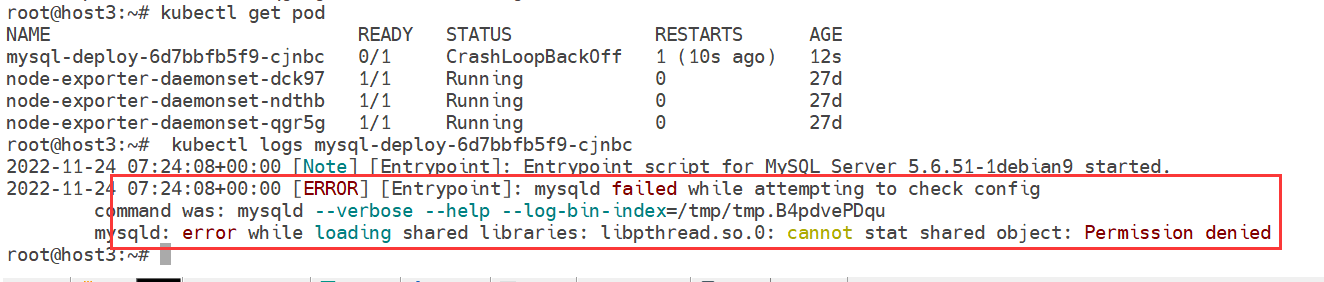 root@host3:~# kubectl get pod
NAME READY STATUS RESTARTS AGE
mysql-deploy-6d7bbfb5f9-cjnbc 0/1 CrashLoopBackOff 1 (10s ago) 12s
node-exporter-daemonset-dck97 1/1 Running 0 27d
node-exporter-daemonset-ndthb 1/1 Running 0 27d
node-exporter-daemonset-qgr5g 1/1 Running 0 27d
root@host3:~#  kubectl logs mysql-deploy-6d7bbfb5f9-cjnbc
2022-11-24 07:24:08+00:00 [Note] [Entrypoint]: Entrypoint script for MySQL Server 5.6.51-1debian9 started.
2022-11-24 07:24:08+00:00 [ERROR] [Entrypoint]: mysqld failed while attempting to check config
command was: mysqld --verbose --help --log-bin-index=/tmp/tmp.B4pdvePDqu
mysqld: error while loading shared libraries: libpthread.so.0: cannot stat shared object: Permission denied
root@host3:~#